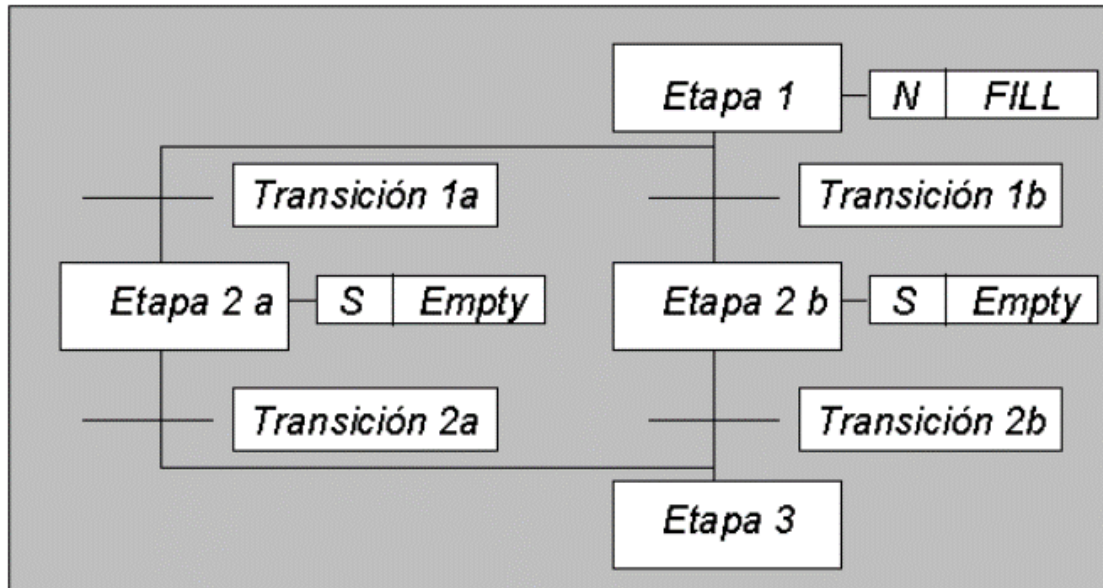 Etapa 1
N FILL
Transición 1a
Transición 1b
Etapa 2 a
S Empty
Etapa 2 b
S Empty
Transición 2a
Transición 2b
Etapa 3